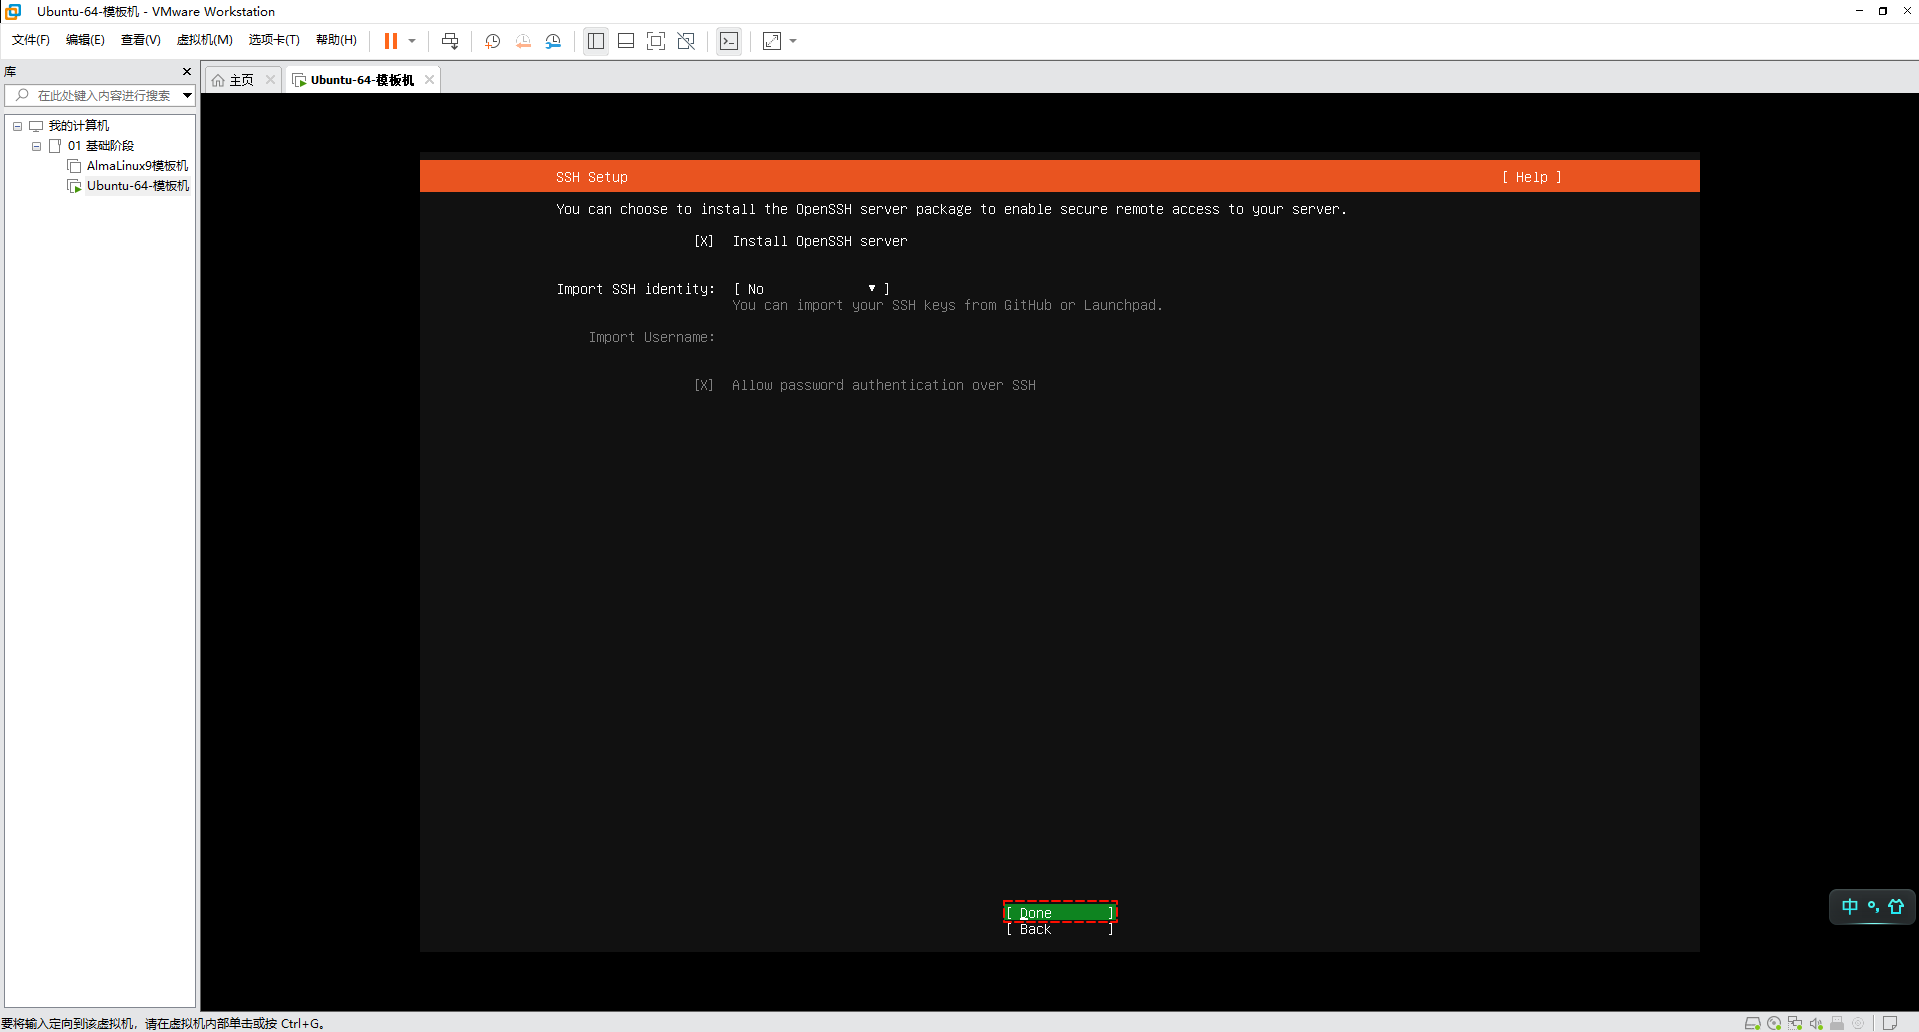 Ubuntu-64-模板机 - VMware Workstation
文件(F) 编辑(E) 查看(V) 虚拟机(M) 选项卡(T) 帮助(H)
库
在此处键入内容进行搜索
我的计算机
01 基础阶段
AlmaLinux9模板机
Ubuntu-64-模板机
主页
Ubuntu-64-模板机
SSH Setup [ Help ]
You can choose to install the OpenSSH server package to enable secure remote access to your server.
[X] Install OpenSSH server
Import SSH identity: [ No ▼ ]
You can import your SSH keys from GitHub or Launchpad.
Import Username:
[X] Allow password authentication over SSH
[ Done ]
[ Back ]
中 °,
要将输入定向到该虚拟机，请在虚拟机内部单击或按 Ctrl+G。